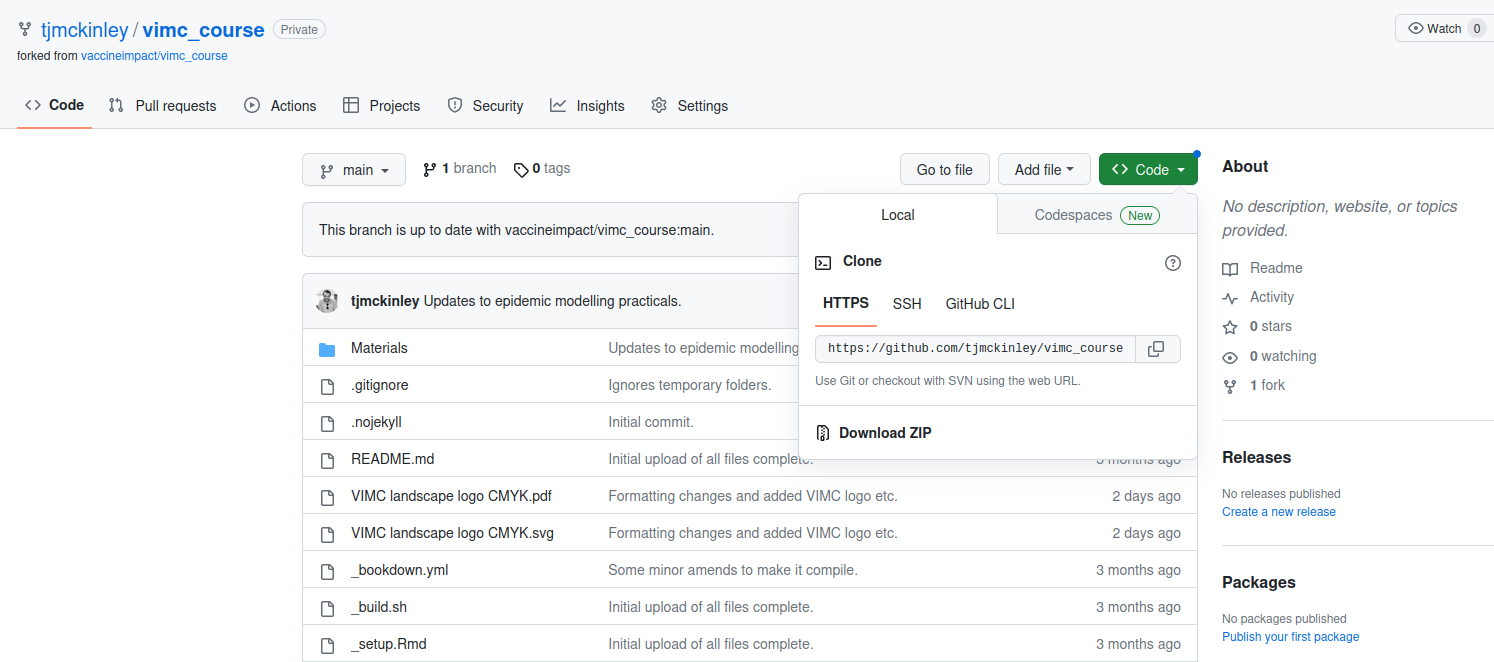 tjmckinley / vimc_course Private
Watch 0
forked from vaccineimpact/vimc_course
Code Pull requests Actions Projects Security Insights Settings
main 1 branch 0 tags Go to file Add file Code
This branch is up to date with vaccineimpact/vimc_course:main.
Local Codespaces New
Clone
HTTPS SSH GitHub CLI
https://github.com/tjmckinley/vimc_course
Use Git or checkout with SVN using the web URL.
Download ZIP
tjmckinley Updates to epidemic modelling practicals.
Materials Updates to epidemic modelling
.gitignore Ignores temporary folders.
.nojekyll Initial commit.
README.md Initial upload of all files complete. 3 months ago
VIMC landscape logo CMYK.pdf Formatting changes and added VIMC logo etc. 2 days ago
VIMC landscape logo CMYK.svg Formatting changes and added VIMC logo etc. 2 days ago
_bookdown.yml Some minor amends to make it compile. 3 months ago
_build.sh Initial upload of all files complete. 3 months ago
_setup.Rmd Initial upload of all files complete. 3 months ago
About
No description, website, or topics
provided.
Readme
Activity
0 stars
0 watching
1 fork
Releases
No releases published
Create a new release
Packages
No packages published
Publish your first package